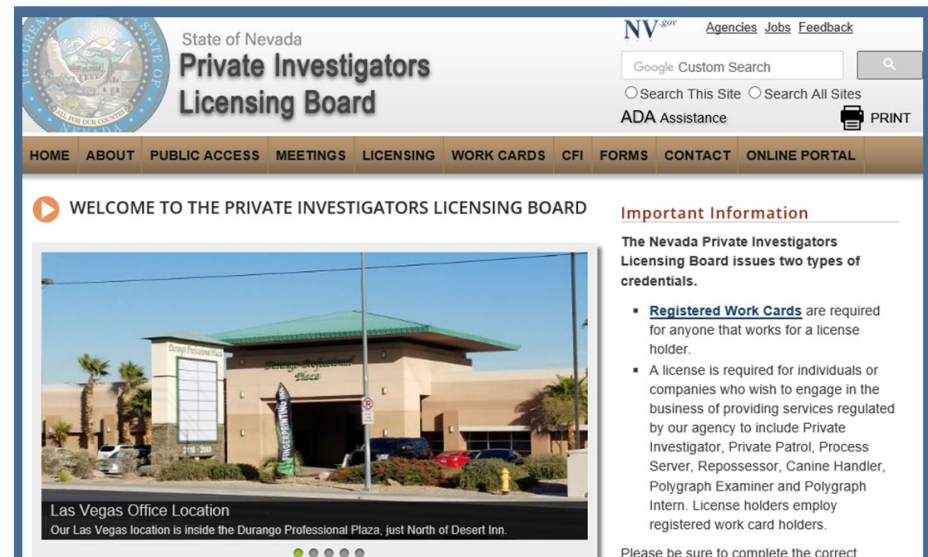 State of Nevada
Private Investigators
Licensing Board
NV.gov
Agencies Jobs Feedback
Google Custom Search
Search This Site Search All Sites
ADA Assistance
PRINT
HOME ABOUT PUBLIC ACCESS MEETINGS LICENSING WORK CARDS CFI FORMS CONTACT ONLINE PORTAL
WELCOME TO THE PRIVATE INVESTIGATORS LICENSING BOARD
Durango Professional Plaza
Durango Professional
Plaza
FINGERPRINTING
Las Vegas Office Location
Our Las Vegas location is inside the Durango Professional Plaza, just North of Desert Inn.
Important Information
The Nevada Private Investigators
Licensing Board issues two types of
credentials.
Registered Work Cards are required
for anyone that works for a license
holder.
A license is required for individuals or
companies who wish to engage in the
business of providing services regulated
by our agency to include Private
Investigator, Private Patrol, Process
Server, Repossessor, Canine Handler,
Polygraph Examiner and Polygraph
Intern. License holders employ
registered work card holders.
Please be sure to complete the correct